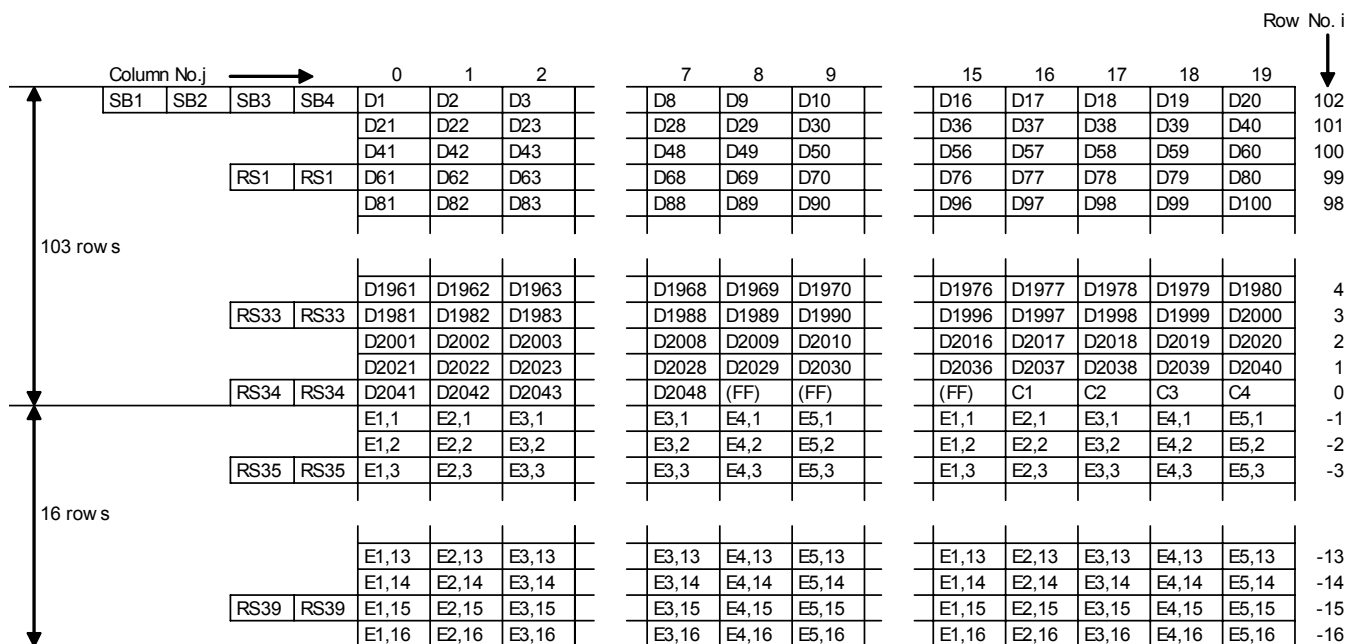 Row No. i
Column No.j 0 1 2 7 8 9 15 16 17 18 19
SB1 SB2 SB3 SB4 D1 D2 D3 D8 D9 D10 D16 D17 D18 D19 D20 102
D21 D22 D23 D28 D29 D30 D36 D37 D38 D39 D40 101
D41 D42 D43 D48 D49 D50 D56 D57 D58 D59 D60 100
RS1 RS1 D61 D62 D63 D68 D69 D70 D76 D77 D78 D79 D80 99
D81 D82 D83 D88 D89 D90 D96 D97 D98 D99 D100 98
103 rows
D1961 D1962 D1963 D1968 D1969 D1970 D1976 D1977 D1978 D1979 D1980 4
RS33 RS33 D1981 D1982 D1983 D1988 D1989 D1990 D1996 D1997 D1998 D1999 D2000 3
D2001 D2002 D2003 D2008 D2009 D2010 D2016 D2017 D2018 D2019 D2020 2
D2021 D2022 D2023 D2028 D2029 D2030 D2036 D2037 D2038 D2039 D2040 1
RS34 RS34 D2041 D2042 D2043 D2048 (FF) (FF) (FF) C1 C2 C3 C4 0
E1,1 E2,1 E3,1 E3,1 E4,1 E5,1 E1,1 E2,1 E3,1 E4,1 E5,1 -1
E1,2 E2,2 E3,2 E3,2 E4,2 E5,2 E1,2 E2,2 E3,2 E4,2 E5,2 -2
RS35 RS35 E1,3 E2,3 E3,3 E3,3 E4,3 E5,3 E1,3 E2,3 E3,3 E4,3 E5,3 -3
16 rows
E1,13 E2,13 E3,13 E3,13 E4,13 E5,13 E1,13 E2,13 E3,13 E4,13 E5,13 -13
E1,14 E2,14 E3,14 E3,14 E4,14 E5,14 E1,14 E2,14 E3,14 E4,14 E5,14 -14
RS39 RS39 E1,15 E2,15 E3,15 E3,15 E4,15 E5,15 E1,15 E2,15 E3,15 E4,15 E5,15 -15
E1,16 E2,16 E3,16 E3,16 E4,16 E5,16 E1,16 E2,16 E3,16 E4,16 E5,16 -16